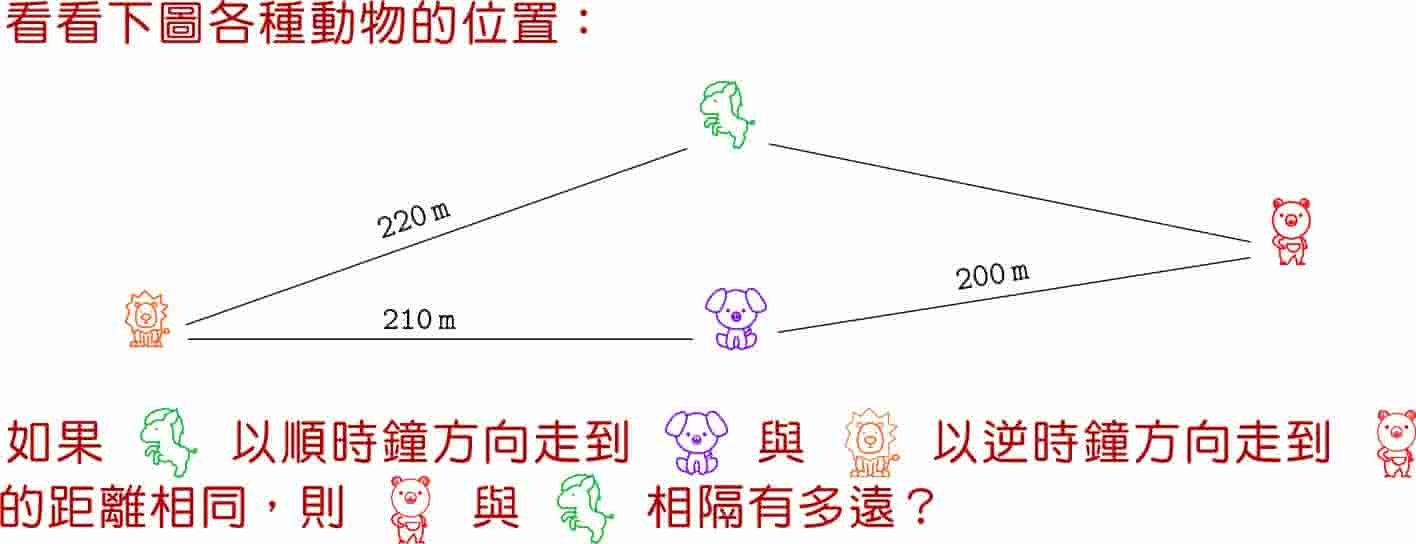 看看下圖各種動物的位置：
220 m
200 m
210 m
如果 以順時鐘方向走到 與 以逆時鐘方向走到
的距離相同，則 與 相隔有多遠？